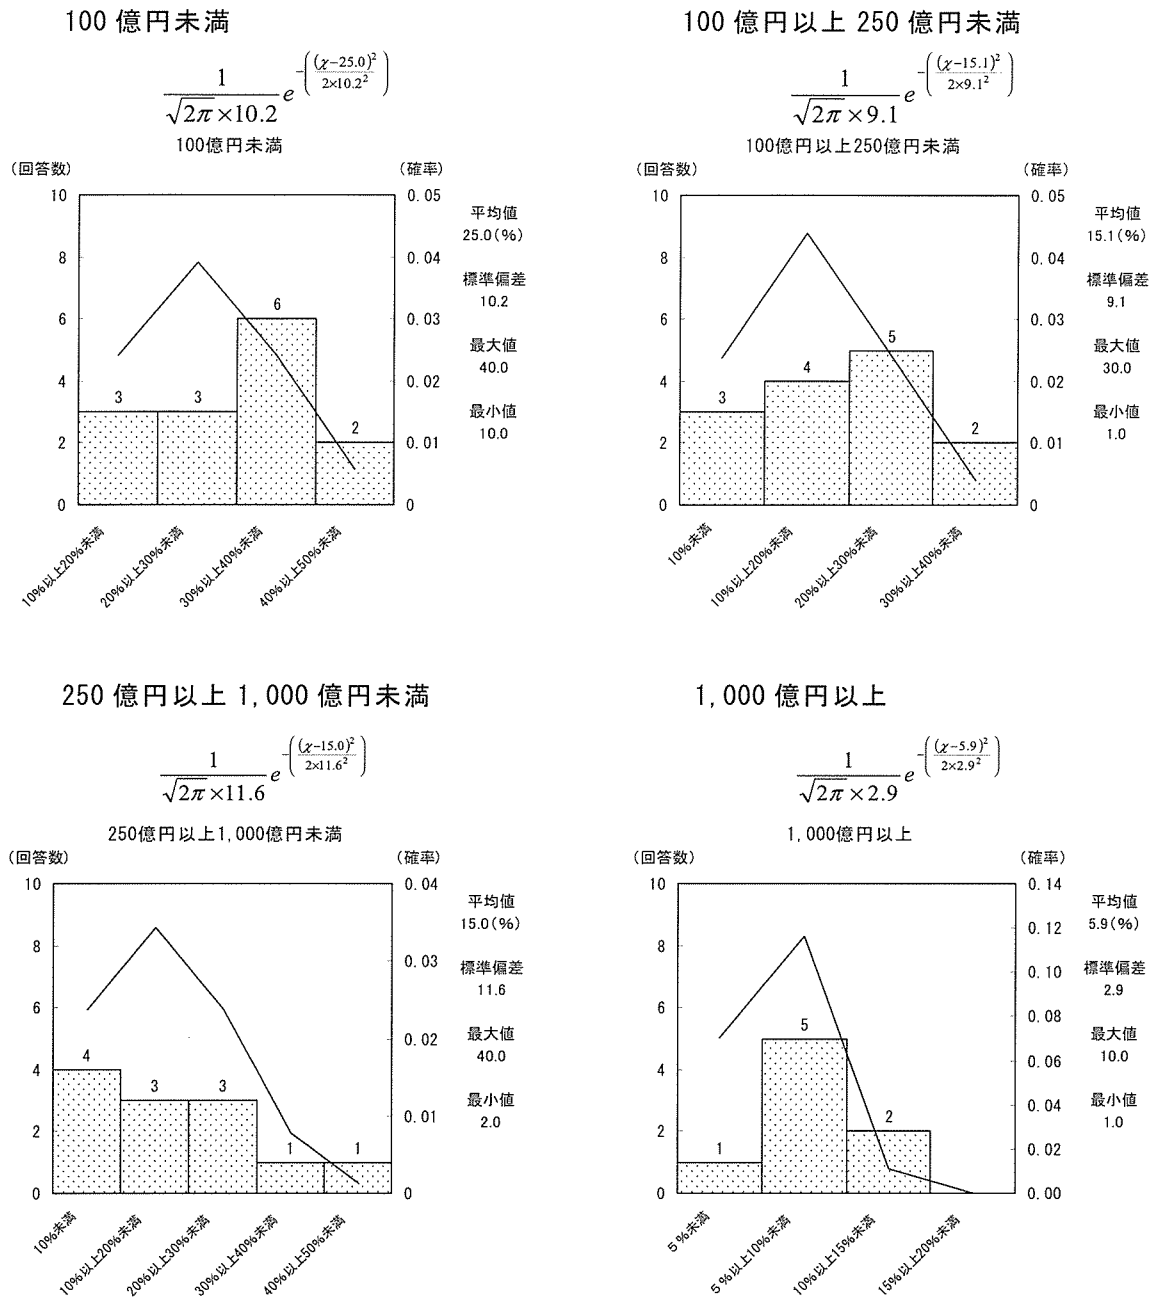 100 億円未満
1/(√2π×10.2) e^−((χ−25.0)²/(2×10.2²))
100億円未満
(回答数)
(確率)
10
8
6
4
2
0
0.05
0.04
0.03
0.02
0.01
0
3
3
6
2
10%以上20%未満
20%以上30%未満
30%以上40%未満
40%以上50%未満
平均値
25.0(%)
標準偏差
10.2
最大値
40.0
最小値
10.0
100 億円以上 250 億円未満
1/(√2π×9.1) e^−((χ−15.1)²/(2×9.1²))
100億円以上250億円未満
(回答数)
(確率)
10
8
6
4
2
0
0.05
0.04
0.03
0.02
0.01
0
3
4
5
2
10%未満
10%以上20%未満
20%以上30%未満
30%以上40%未満
平均値
15.1(%)
標準偏差
9.1
最大値
30.0
最小値
1.0
250 億円以上 1,000 億円未満
1/(√2π×11.6) e^−((χ−15.0)²/(2×11.6²))
250億円以上1,000億円未満
(回答数)
(確率)
10
8
6
4
2
0
0.04
0.03
0.02
0.01
0
4
3
3
1
1
10%未満
10%以上20%未満
20%以上30%未満
30%以上40%未満
40%以上50%未満
平均値
15.0(%)
標準偏差
11.6
最大値
40.0
最小値
2.0
1,000 億円以上
1/(√2π×2.9) e^−((χ−5.9)²/(2×2.9²))
1,000億円以上
(回答数)
(確率)
10
8
6
4
2
0
0.14
0.12
0.10
0.08
0.06
0.04
0.02
0.00
1
5
2
5%未満
5%以上10%未満
10%以上15%未満
15%以上20%未満
平均値
5.9(%)
標準偏差
2.9
最大値
10.0
最小値
1.0